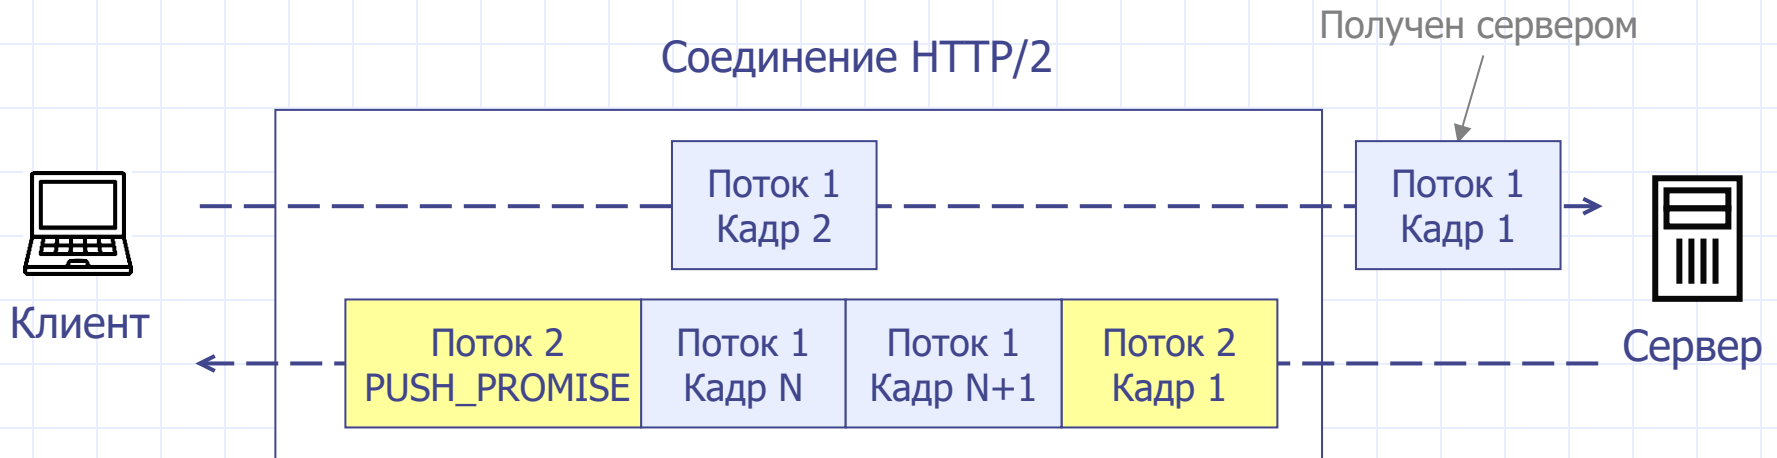 Получен сервером
Соединение HTTP/2
Поток 1
Кадр 2
Поток 1
Кадр 1
Клиент
Сервер
Поток 2
PUSH_PROMISE
Поток 1
Кадр N
Поток 1
Кадр N+1
Поток 2
Кадр 1